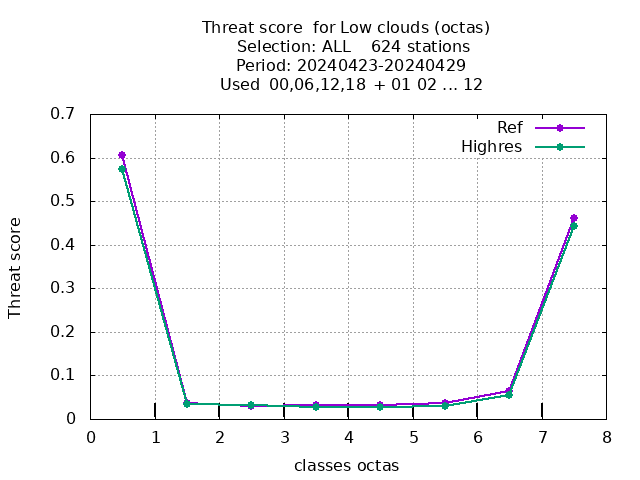 Threat score  for Low clouds (octas)
Selection: ALL    624 stations
Period: 20240423-20240429
Used  00,06,12,18  + 01 02 ... 12
Ref
Highres
0.7
0.6
0.5
0.4
0.3
0.2
0.1
0
Threat score
0 1 2 3 4 5 6 7 8
classes octas